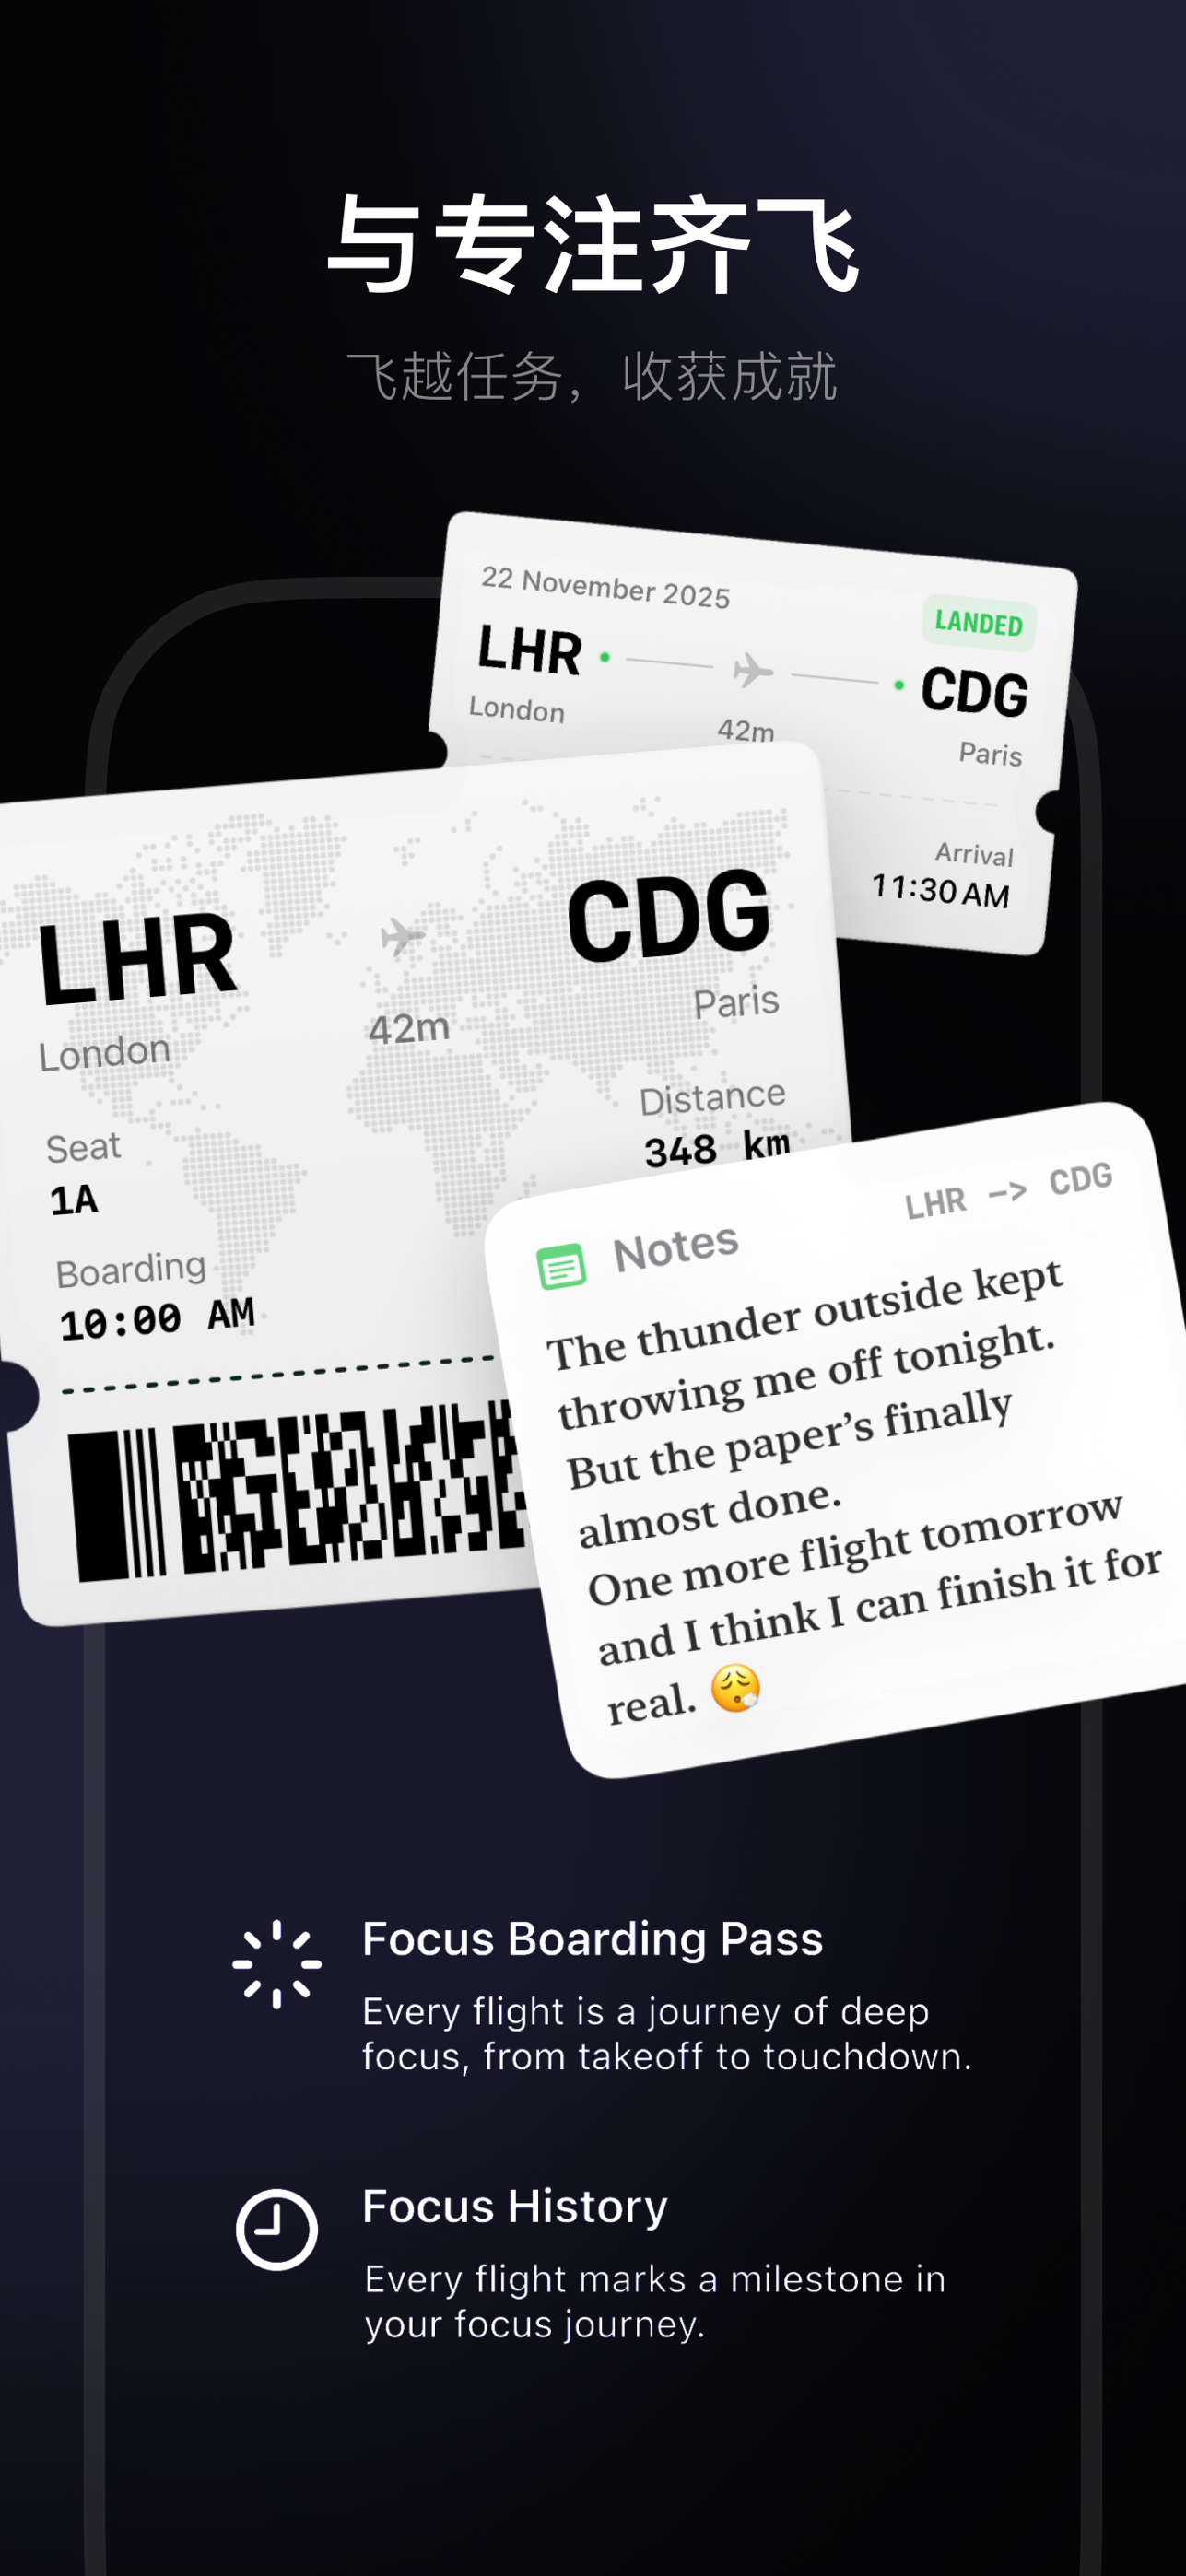 与专注齐飞
飞越任务，收获成就
22 November 2025
LANDED
LHR
CDG
London
42m
Paris
Arrival
11:30 AM
LHR
CDG
London
42m
Paris
Seat
1A
Distance
348 km
Boarding
10:00 AM
LHR –> CDG
Notes
The thunder outside kept
throwing me off tonight.
But the paper’s finally
almost done.
One more flight tomorrow
and I think I can finish it for
real. 😮‍💨
Focus Boarding Pass
Every flight is a journey of deep
focus, from takeoff to touchdown.
Focus History
Every flight marks a milestone in
your focus journey.